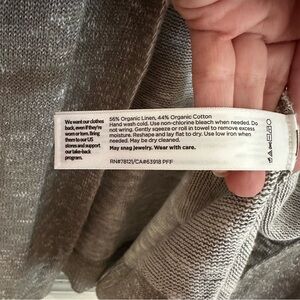 We want our clothes
back, even if they're
worn or torn. Bring
them to our US
stores and support
our take-back
program.
56% Organic Linen, 44% Organic Cotton
Hand wash cold. Use non-chlorine bleach when needed. Do
not wring. Gently sqeeze or roll in towel to remove excess
moisture. Reshape and lay flat to dry. Use low iron when
needed. May be dry cleaned.
May snag jewelry. Wear with care.
RN#78121/CA#63918 PFF